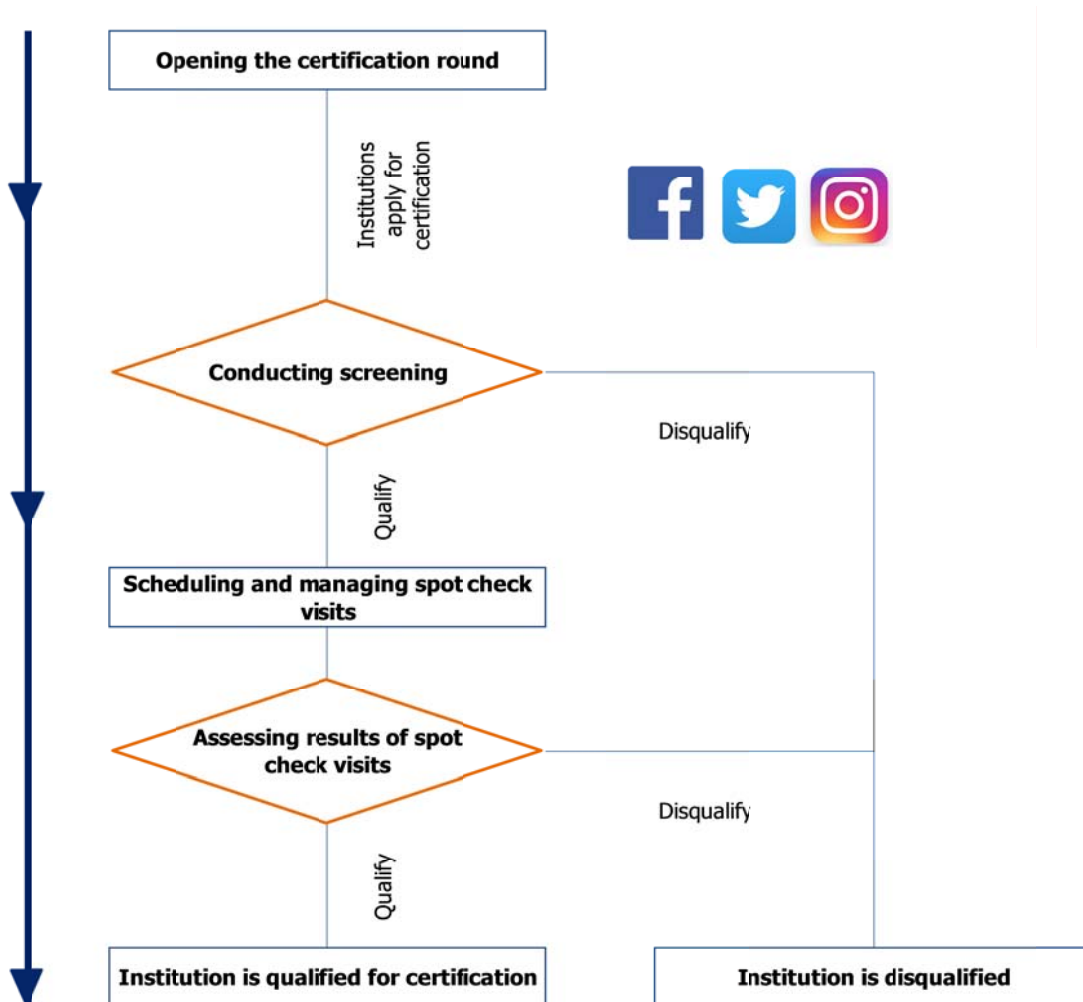 Opening the certification round
Institutions
apply for
certification
Conducting screening
Disqualify
Qualify
Scheduling and managing spot check
visits
Assessing results of spot
check visits
Disqualify
Qualify
Institution is qualified for certification
Institution is disqualified